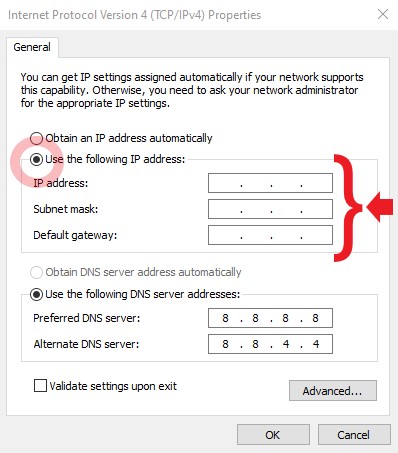 Internet Protocol Version 4 (TCP/IPv4) Properties
General
You can get IP settings assigned automatically if your network supports
this capability. Otherwise, you need to ask your network administrator
for the appropriate IP settings.
Obtain an IP address automatically
Use the following IP address:
IP address: . . .
Subnet mask: . . .
Default gateway: . . .
Obtain DNS server address automatically
Use the following DNS server addresses:
Preferred DNS server: 8 . 8 . 8 . 8
Alternate DNS server: 8 . 8 . 4 . 4
Validate settings upon exit
Advanced...
OK Cancel